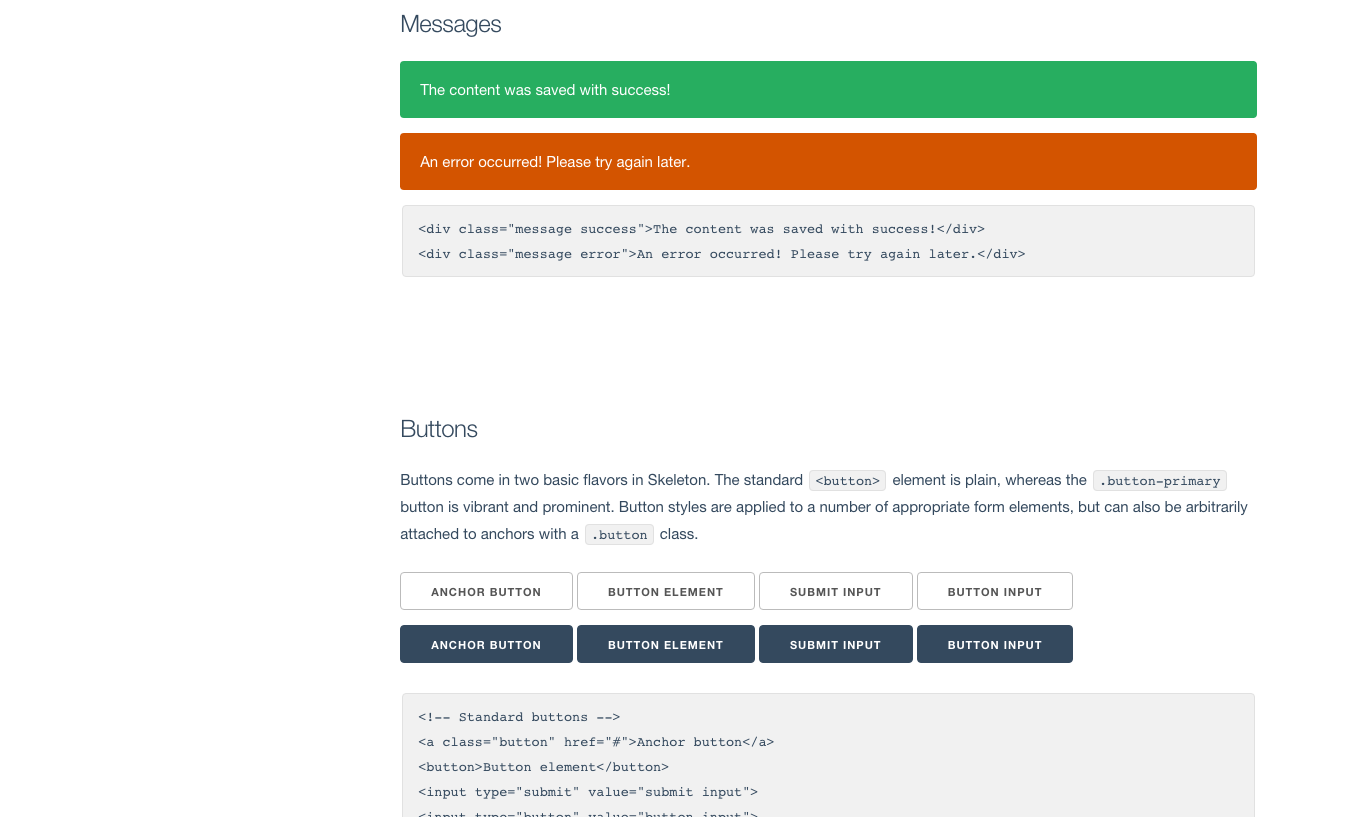 Messages
The content was saved with success!
An error occurred! Please try again later.
<div class="message success">The content was saved with success!</div>
<div class="message error">An error occurred! Please try again later.</div>
Buttons
Buttons come in two basic flavors in Skeleton. The standard <button> element is plain, whereas the .button-primary
button is vibrant and prominent. Button styles are applied to a number of appropriate form elements, but can also be arbitrarily
attached to anchors with a .button class.
ANCHOR BUTTON BUTTON ELEMENT SUBMIT INPUT BUTTON INPUT
ANCHOR BUTTON BUTTON ELEMENT SUBMIT INPUT BUTTON INPUT
<!-- Standard buttons -->
<a class="button" href="#">Anchor button</a>
<button>Button element</button>
<input type="submit" value="submit input">
<input type="button" value="button input">